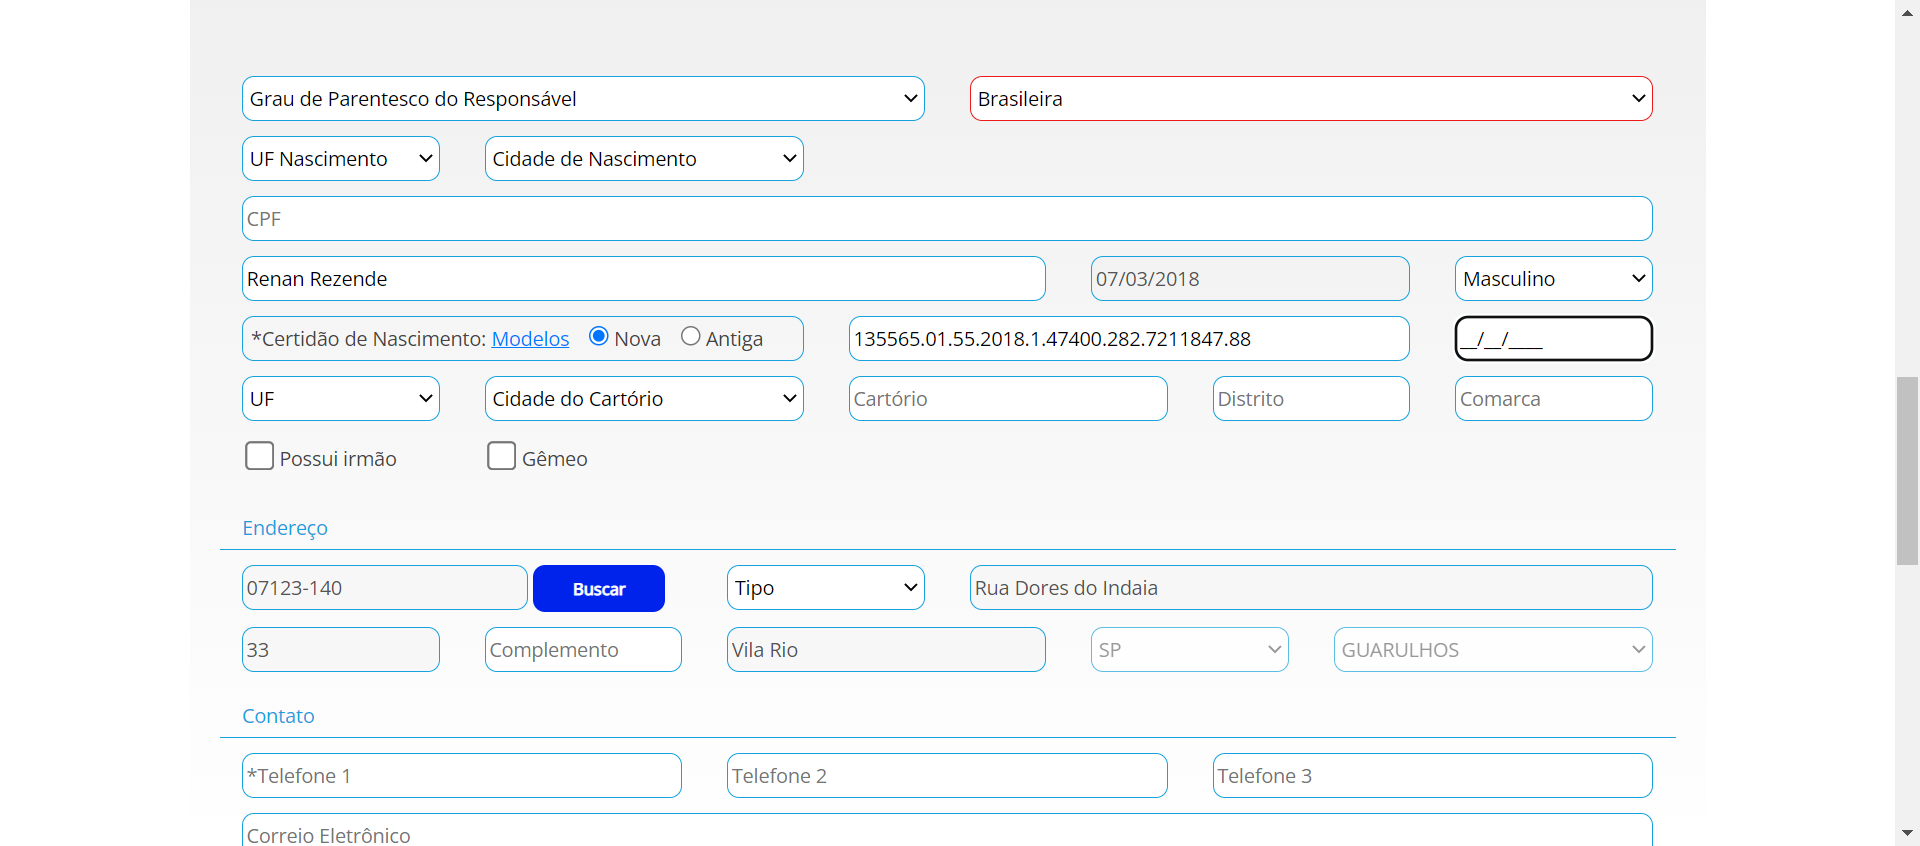 Grau de Parentesco do Responsável Brasileira
UF Nascimento Cidade de Nascimento
CPF
Renan Rezende 07/03/2018 Masculino
*Certidão de Nascimento: Modelos Nova Antiga 135565.01.55.2018.1.47400.282.7211847.88 __/__/____
UF Cidade do Cartório Cartório Distrito Comarca
Possui irmão Gêmeo
Endereço
07123-140 Buscar Tipo Rua Dores do Indaia
33 Complemento Vila Rio SP GUARULHOS
Contato
*Telefone 1 Telefone 2 Telefone 3
Correio Eletrônico